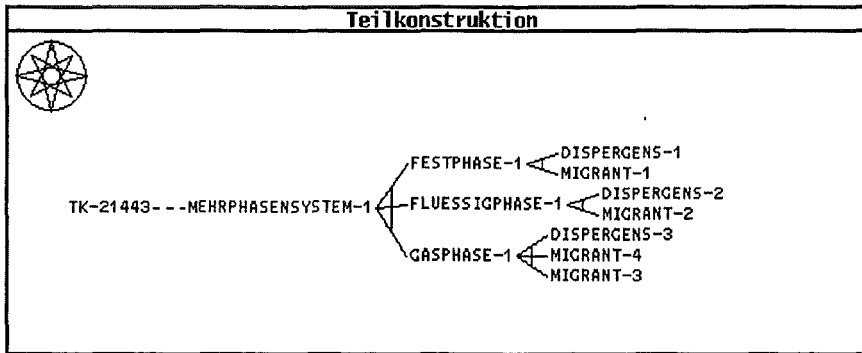 Teilkonstruktion
DISPERGENS-1
FESTPHASE-1
MIGRANT-1
DISPERGENS-2
TK-21443---MEHRPHASENSYSTEM-1
FLUESSIGPHASE-1
MIGRANT-2
DISPERGENS-3
GASPHASE-1
MIGRANT-4
MIGRANT-3